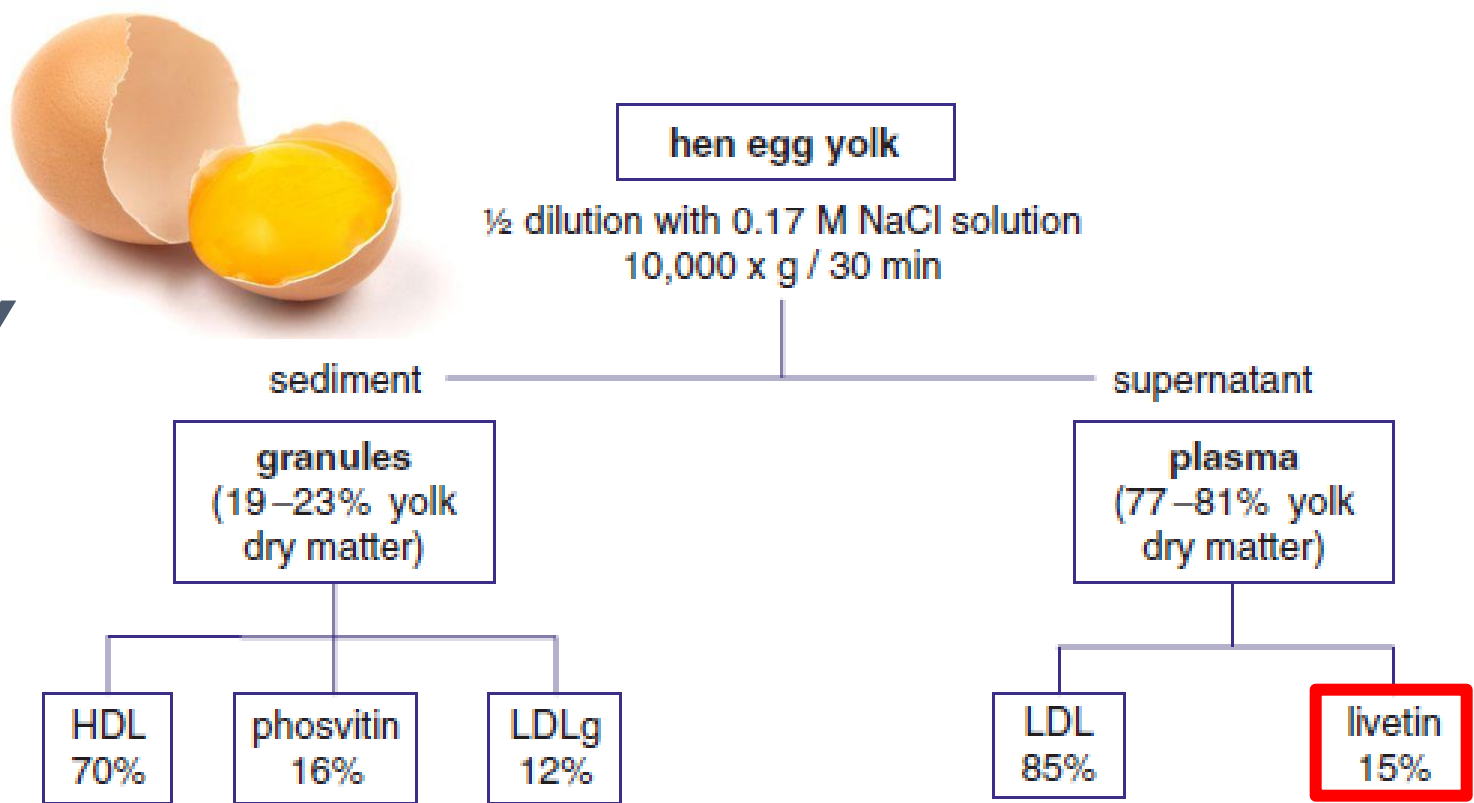 hen egg yolk
½ dilution with 0.17 M NaCl solution
10,000 x g / 30 min
sediment
supernatant
granules
(19–23% yolk
dry matter)
plasma
(77–81% yolk
dry matter)
HDL
70%
phosvitin
16%
LDLg
12%
LDL
85%
livetin
15%